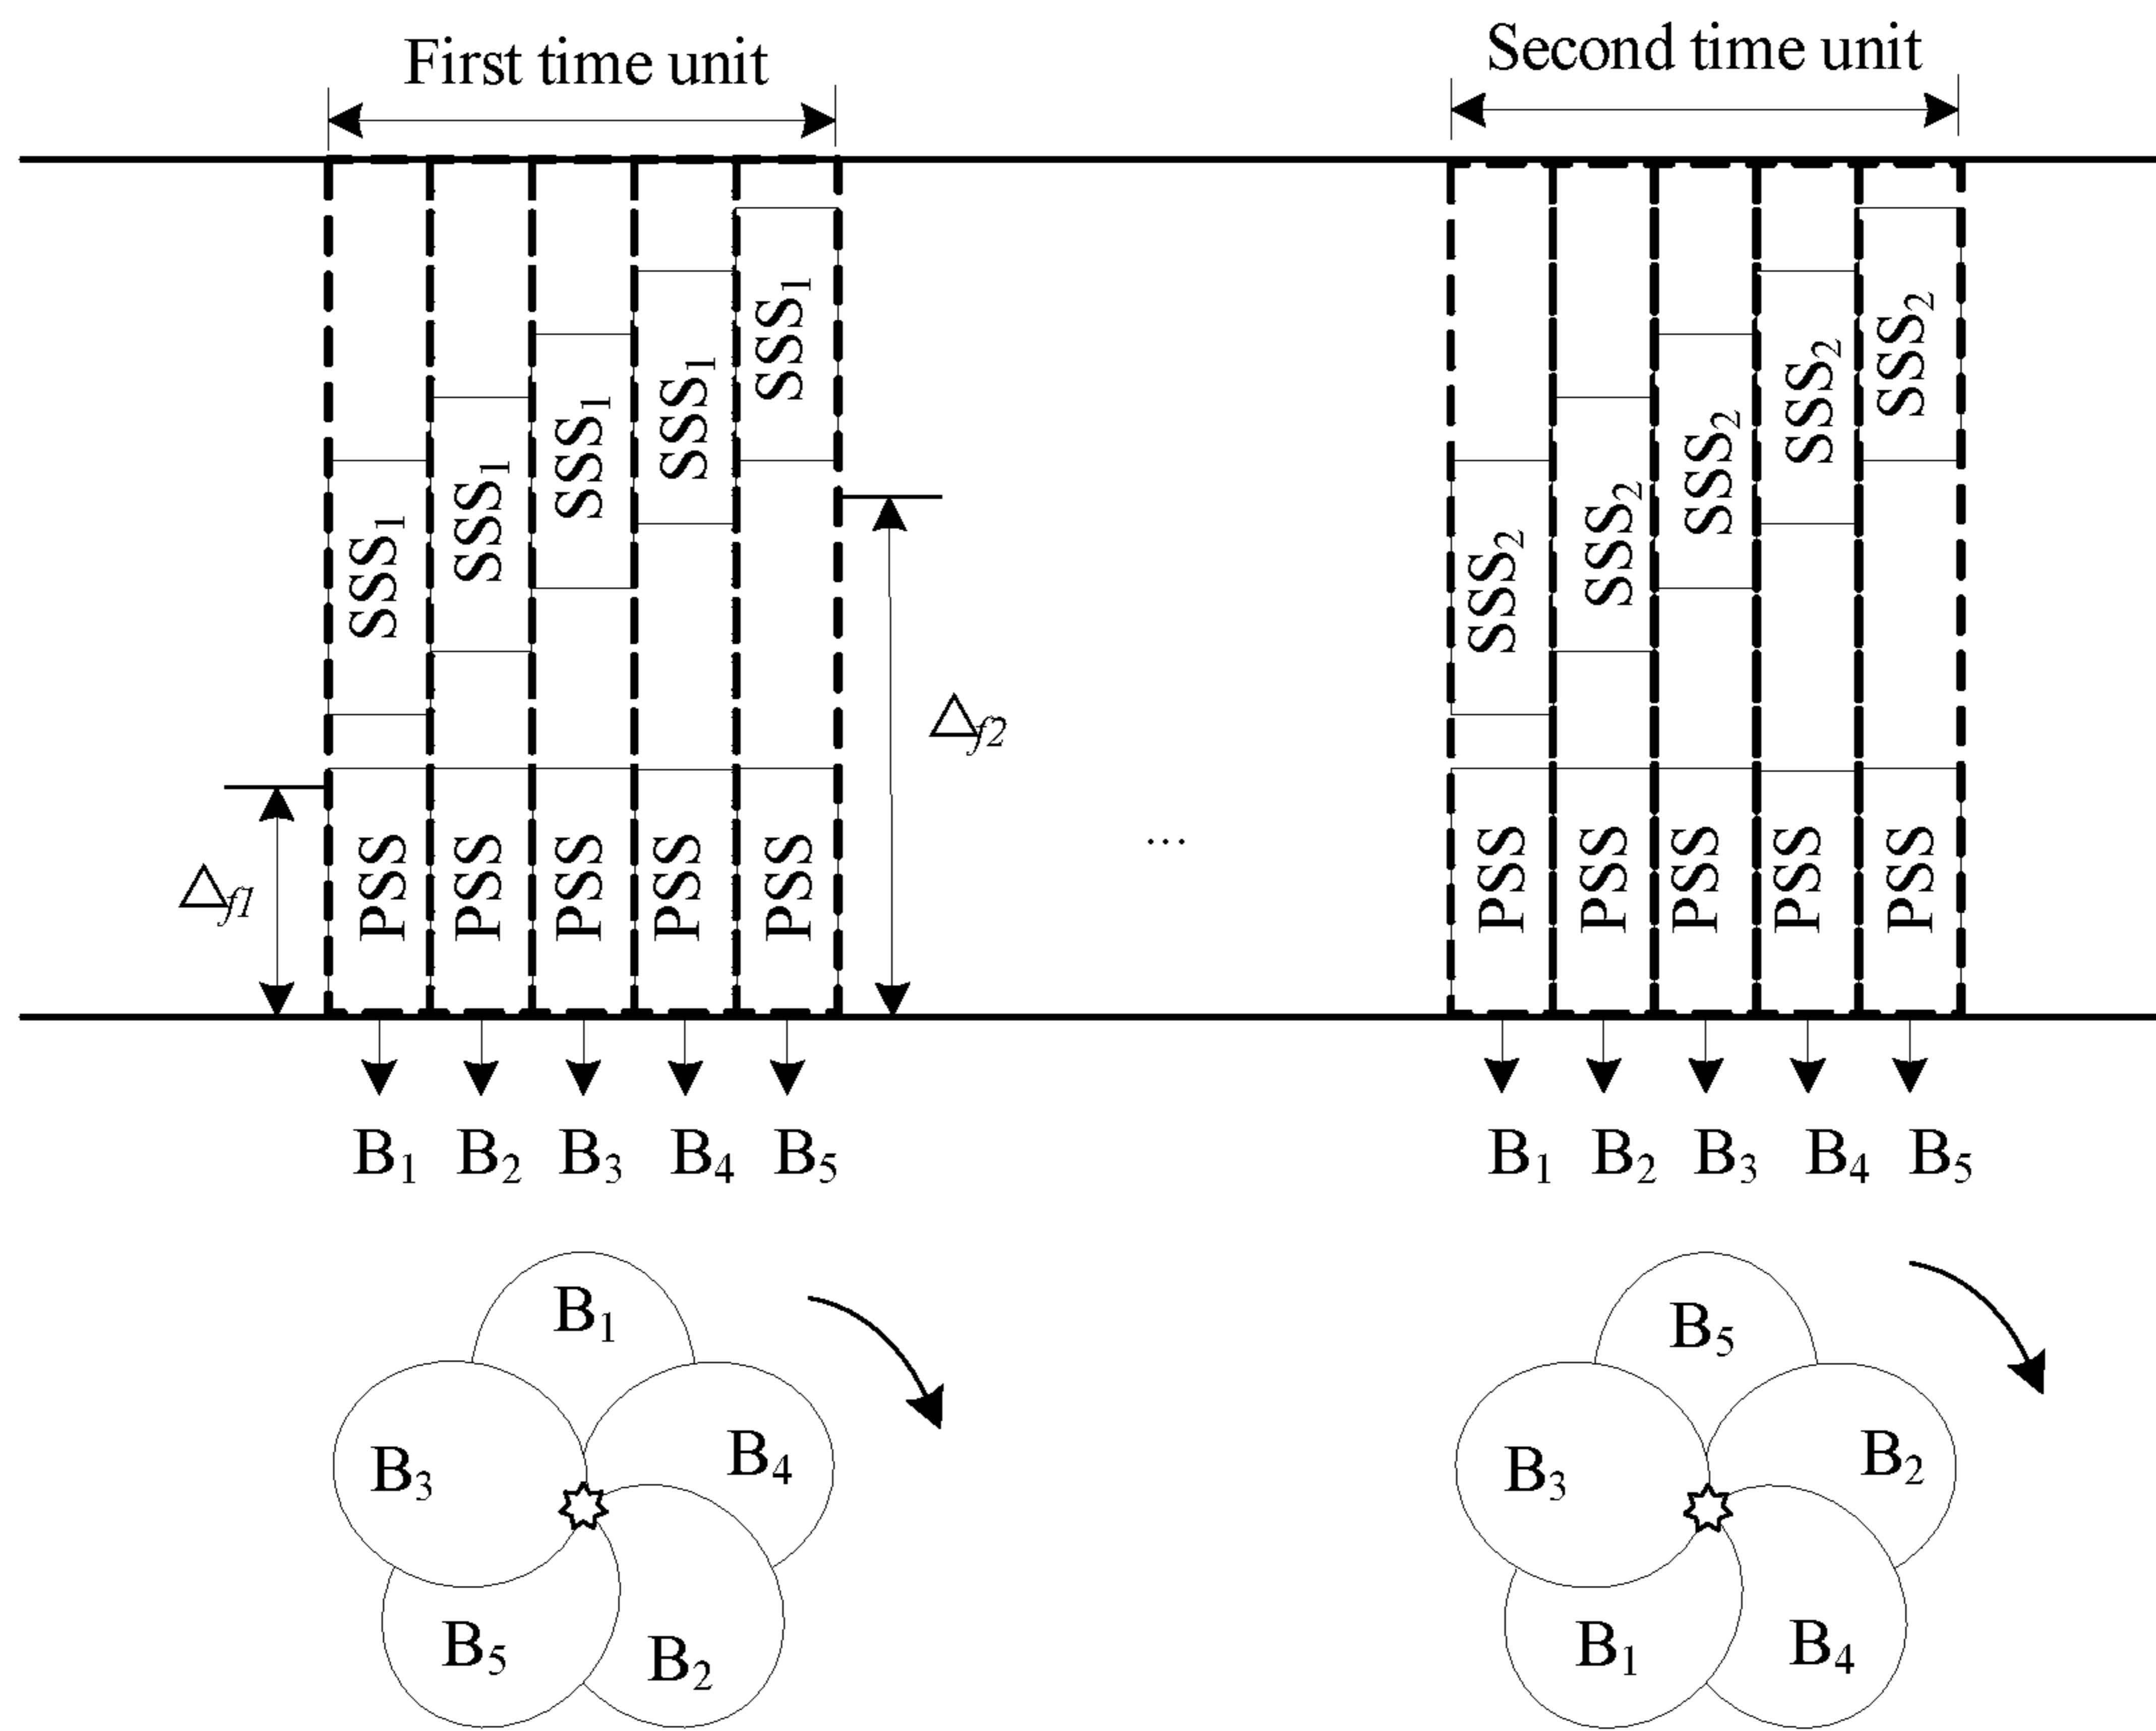 First time unit
Second time unit
SSS₁ SSS₁ SSS₁ SSS₁ SSS₁
SSS₂ SSS₂ SSS₂ SSS₂ SSS₂
△f1
△f2
...
PSS PSS PSS PSS PSS
PSS PSS PSS PSS PSS
B₁ B₂ B₃ B₄ B₅
B₁ B₂ B₃ B₄ B₅
B₁
B₃
B₄
B₅
B₂
B₅
B₃
B₂
B₁
B₄